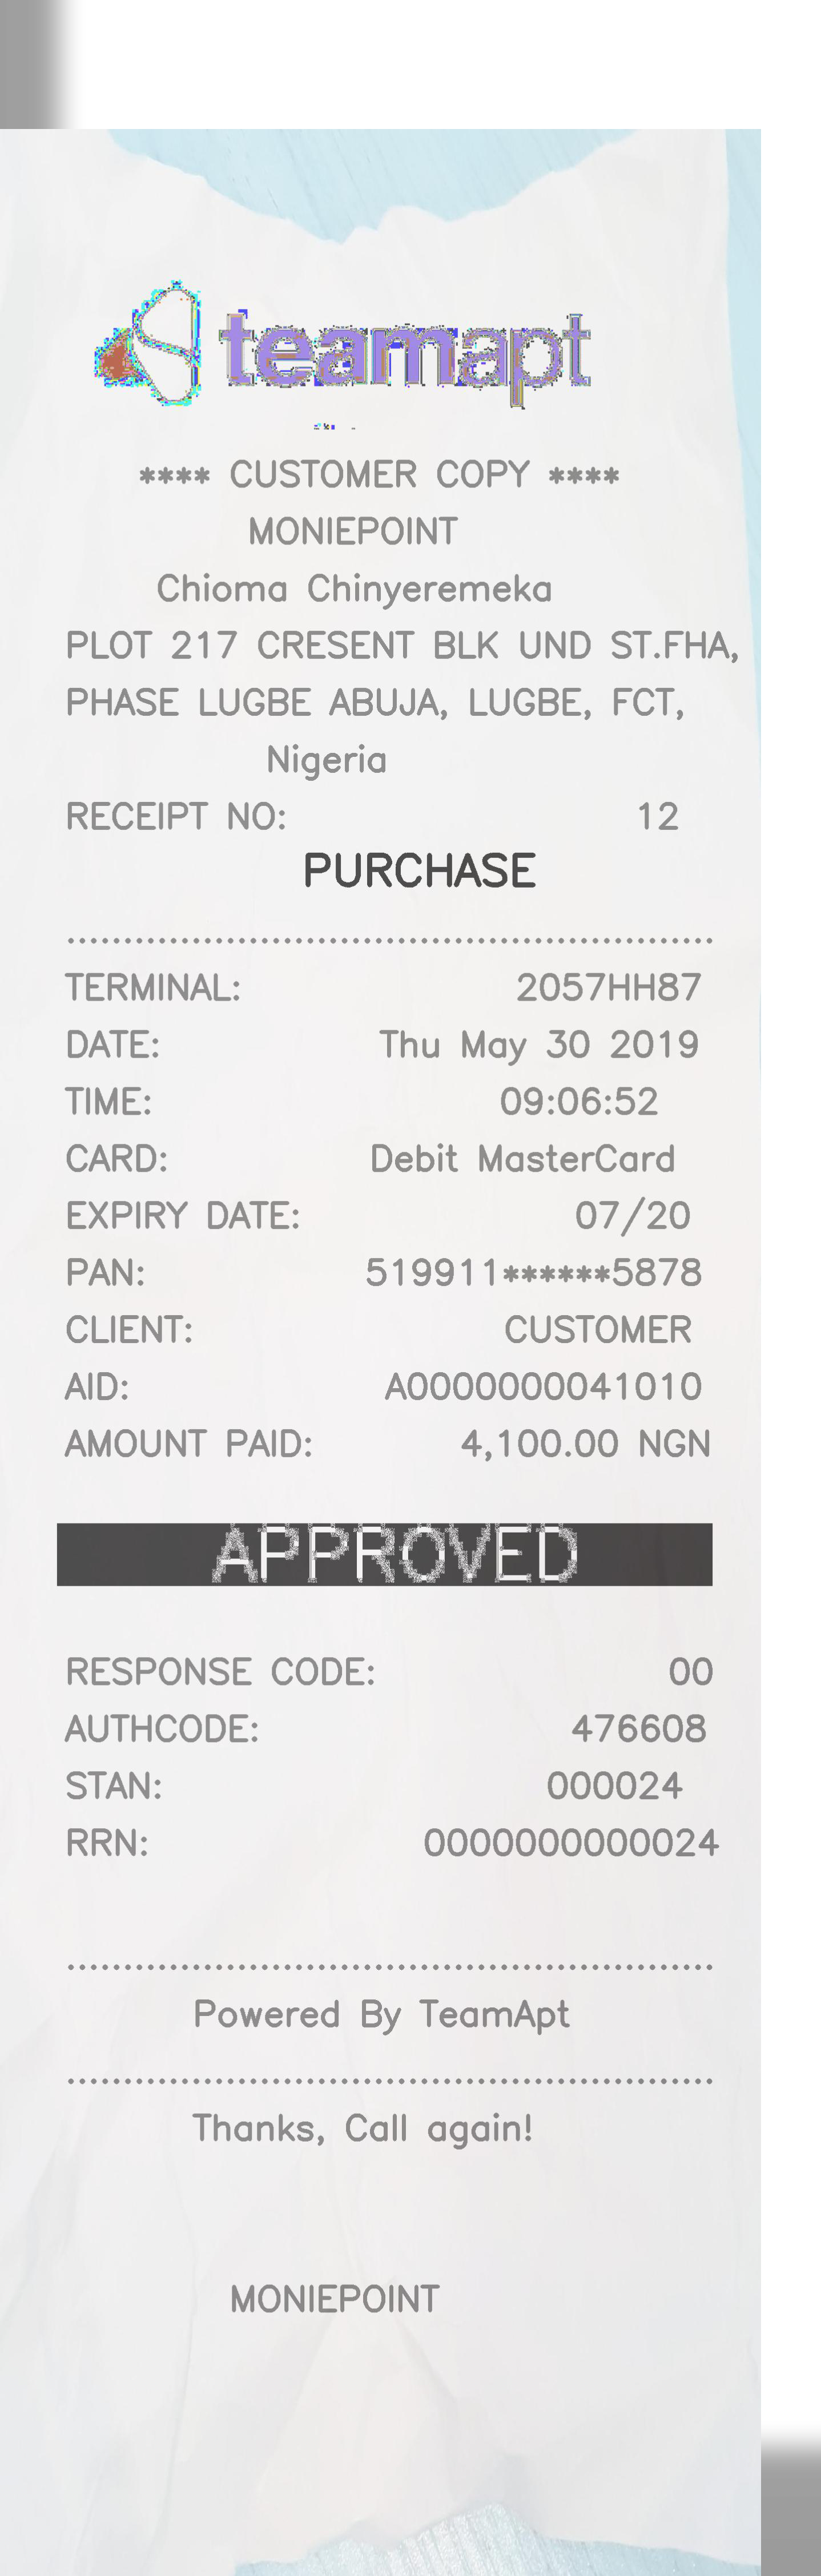 teamapt
**** CUSTOMER COPY ****
MONIEPOINT
Chioma Chinyeremeka
PLOT 217 CRESENT BLK UND ST.FHA,
PHASE LUGBE ABUJA, LUGBE, FCT,
Nigeria
RECEIPT NO: 12
PURCHASE
TERMINAL: 2057HH87
DATE: Thu May 30 2019
TIME: 09:06:52
CARD: Debit MasterCard
EXPIRY DATE: 07/20
PAN: 519911******5878
CLIENT: CUSTOMER
AID: A0000000041010
AMOUNT PAID: 4,100.00 NGN
APPROVED
RESPONSE CODE: 00
AUTHCODE: 476608
STAN: 000024
RRN: 0000000000024
Powered By TeamApt
Thanks, Call again!
MONIEPOINT